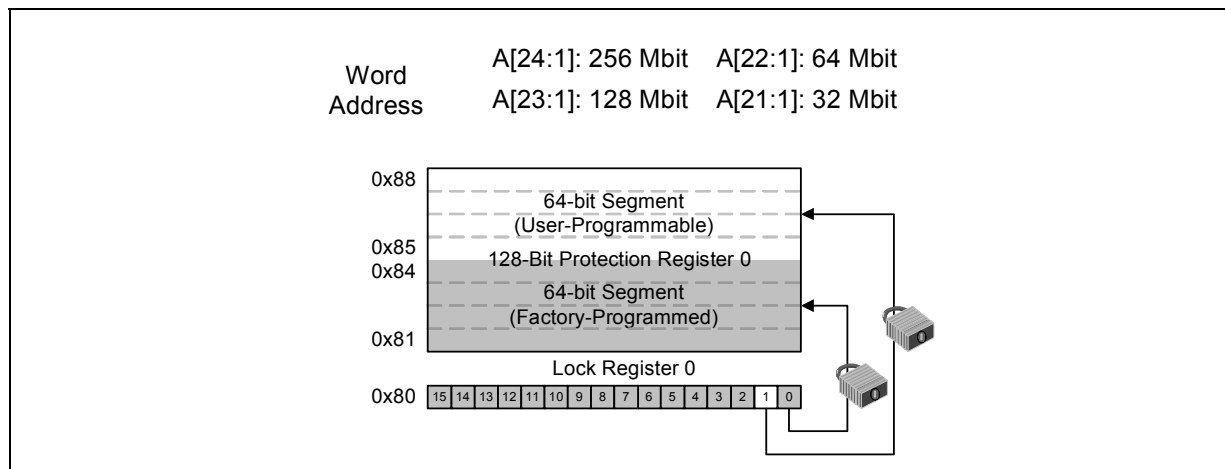 Word
Address
A[24:1]: 256 Mbit A[22:1]: 64 Mbit
A[23:1]: 128 Mbit A[21:1]: 32 Mbit
0x88
64-bit Segment
(User-Programmable)
0x85
128-Bit Protection Register 0
0x84
64-bit Segment
(Factory-Programmed)
0x81
Lock Register 0
0x80
15 14 13 12 11 10 9 8 7 6 5 4 3 2 1 0